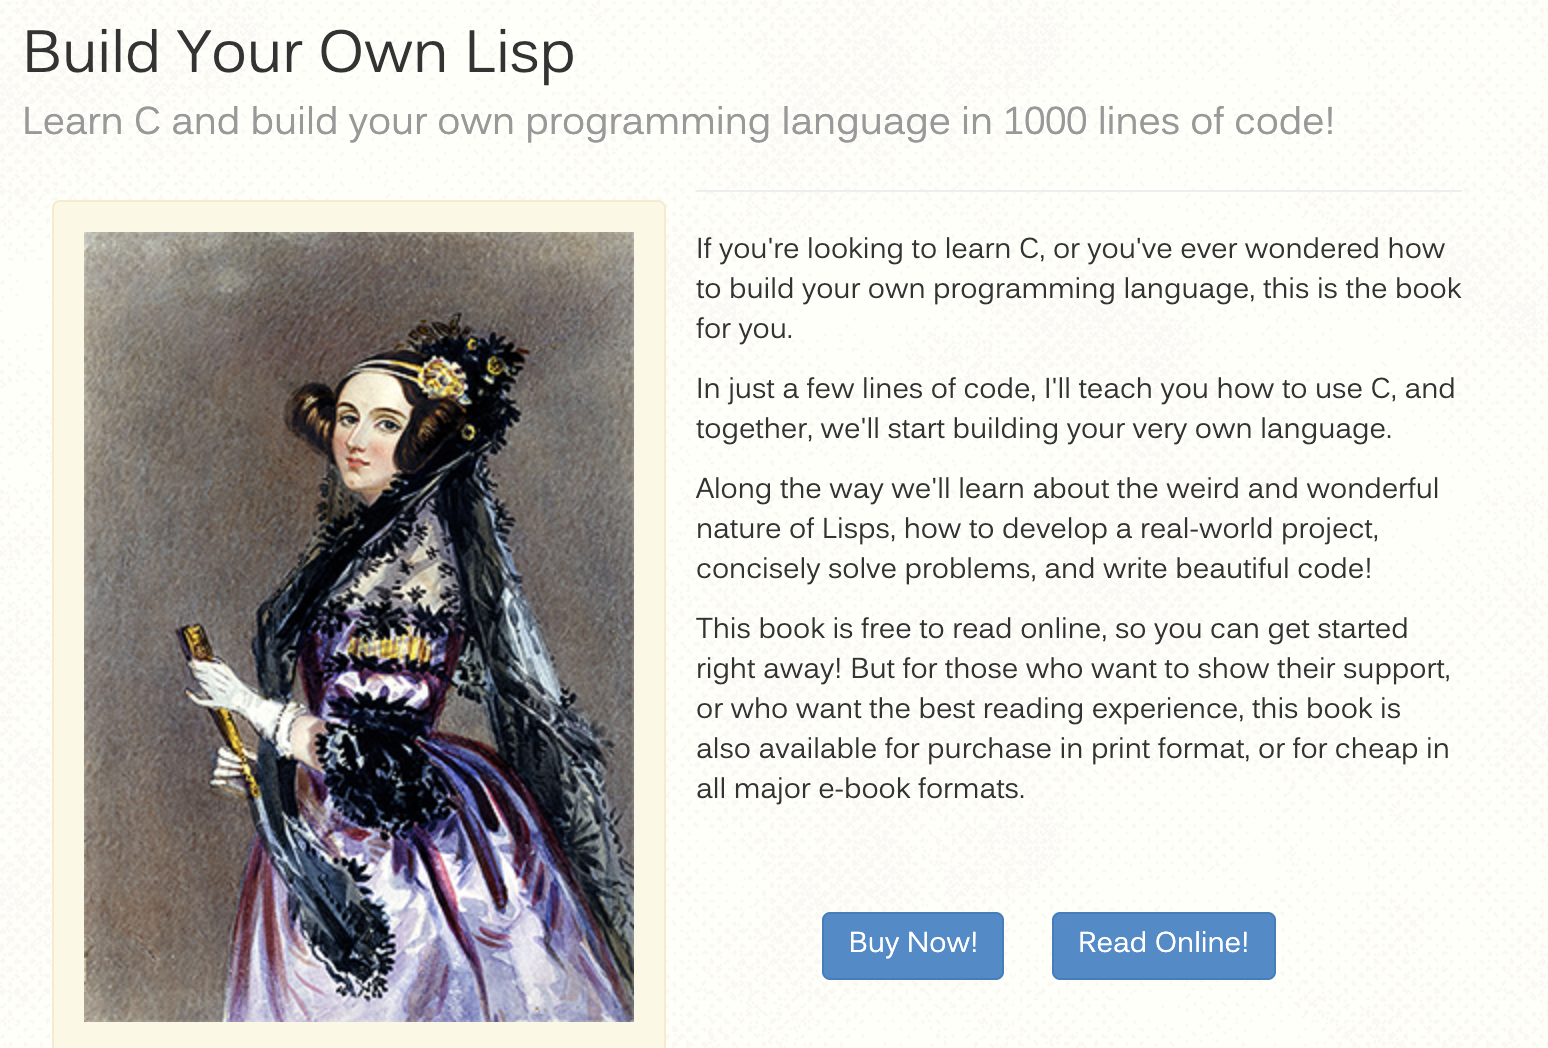 Build Your Own Lisp
Learn C and build your own programming language in 1000 lines of code!
If you're looking to learn C, or you've ever wondered how
to build your own programming language, this is the book
for you.
In just a few lines of code, I'll teach you how to use C, and
together, we'll start building your very own language.
Along the way we'll learn about the weird and wonderful
nature of Lisps, how to develop a real-world project,
concisely solve problems, and write beautiful code!
This book is free to read online, so you can get started
right away! But for those who want to show their support,
or who want the best reading experience, this book is
also available for purchase in print format, or for cheap in
all major e-book formats.
Buy Now!
Read Online!